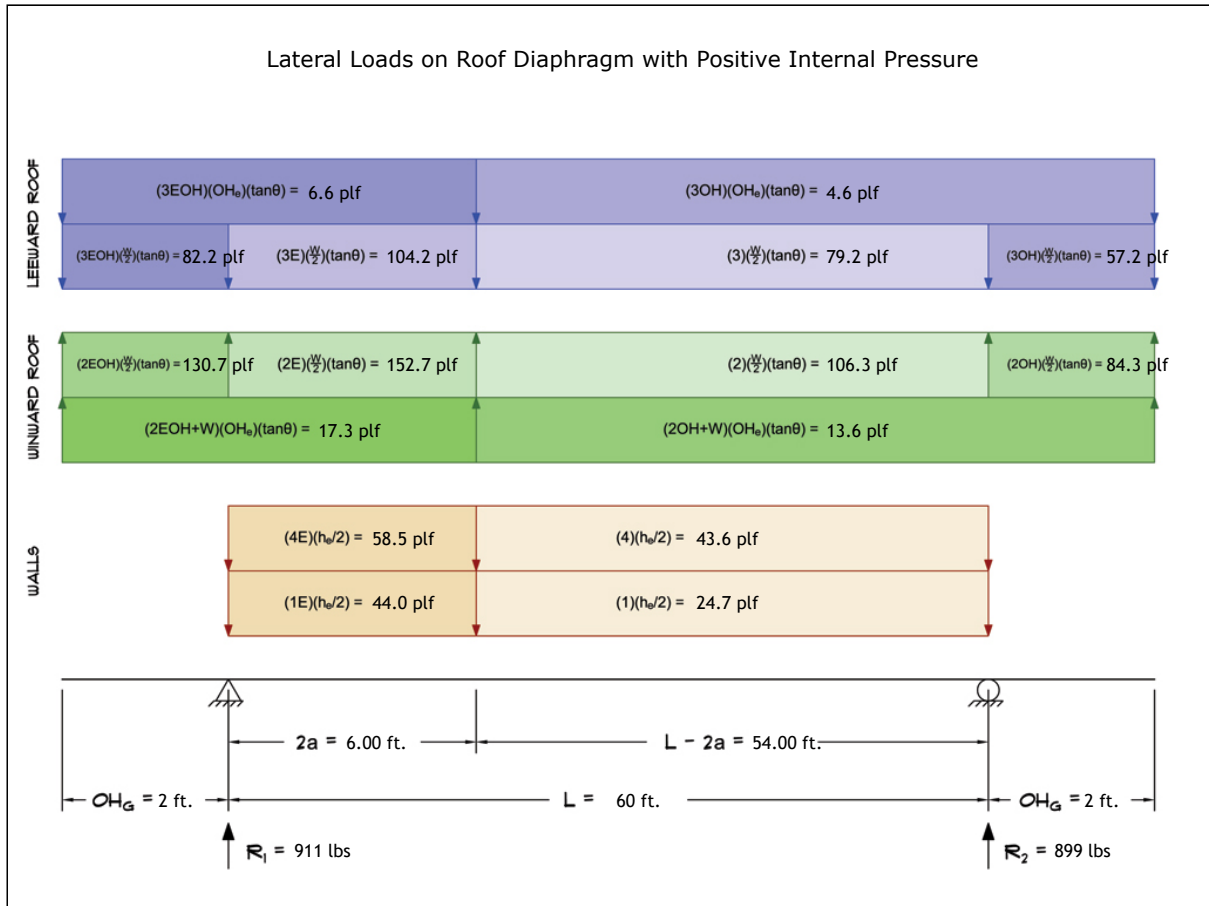 Lateral Loads on Roof Diaphragm with Positive Internal Pressure
LEEWARD ROOF
(3EOH)(OHₑ)(tanθ) = 6.6 plf
(3OH)(OHₑ)(tanθ) = 4.6 plf
(3EOH)(W/2)(tanθ) = 82.2 plf
(3E)(W/2)(tanθ) = 104.2 plf
(3)(W/2)(tanθ) = 79.2 plf
(3OH)(W/2)(tanθ) = 57.2 plf
WINWARD ROOF
(2EOH)(W/2)(tanθ) = 130.7 plf
(2E)(W/2)(tanθ) = 152.7 plf
(2)(W/2)(tanθ) = 106.3 plf
(2OH)(W/2)(tanθ) = 84.3 plf
(2EOH+W)(OHₑ)(tanθ) = 17.3 plf
(2OH+W)(OHₑ)(tanθ) = 13.6 plf
WALLS
(4E)(hₑ/2) = 58.5 plf
(4)(hₑ/2) = 43.6 plf
(1E)(hₑ/2) = 44.0 plf
(1)(hₑ/2) = 24.7 plf
2a = 6.00 ft.
L - 2a = 54.00 ft.
OH_G = 2 ft.
L = 60 ft.
OH_G = 2 ft.
R₁ = 911 lbs
R₂ = 899 lbs